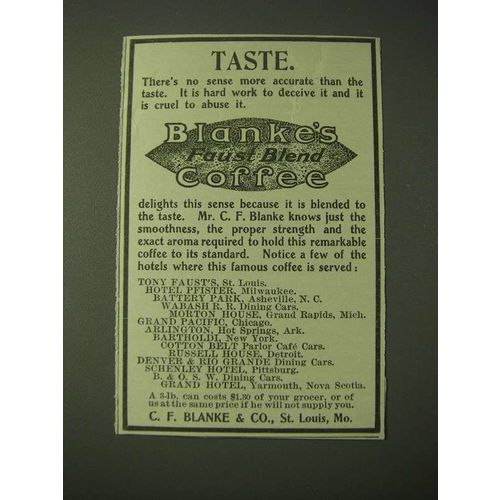 TASTE.
There's no sense more accurate than the
taste. It is hard work to deceive it and it
is cruel to abuse it.
Blanke's
Faust Blend
Coffee
delights this sense because it is blended to
the taste. Mr. C. F. Blanke knows just the
smoothness, the proper strength and the
exact aroma required to hold this remarkable
coffee to its standard. Notice a few of the
hotels where this famous coffee is served:
TONY FAUST'S, St. Louis.
HOTEL PFISTER, Milwaukee.
BATTERY PARK, Asheville, N. C.
WABASH R. R. Dining Cars.
MORTON HOUSE, Grand Rapids, Mich.
GRAND PACIFIC, Chicago.
ARLINGTON, Hot Springs, Ark.
BARTHOLDI, New York.
COTTON BELT Parlor Café Cars.
RUSSELL HOUSE, Detroit.
DENVER & RIO GRANDE Dining Cars.
SCHENLEY HOTEL, Pittsburg.
B. & O. S. W. Dining Cars.
GRAND HOTEL, Yarmouth, Nova Scotia.
A 3-lb. can costs $1.30 of your grocer, or of
us at the same price if he will not supply you.
C. F. BLANKE & CO., St. Louis, Mo.